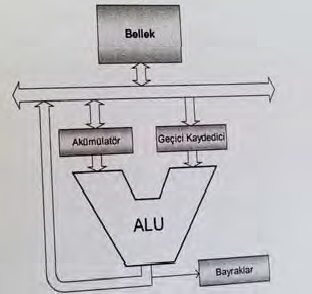 Bellek
Akümülatör
Geçici Kaydedici
ALU
Bayraklar